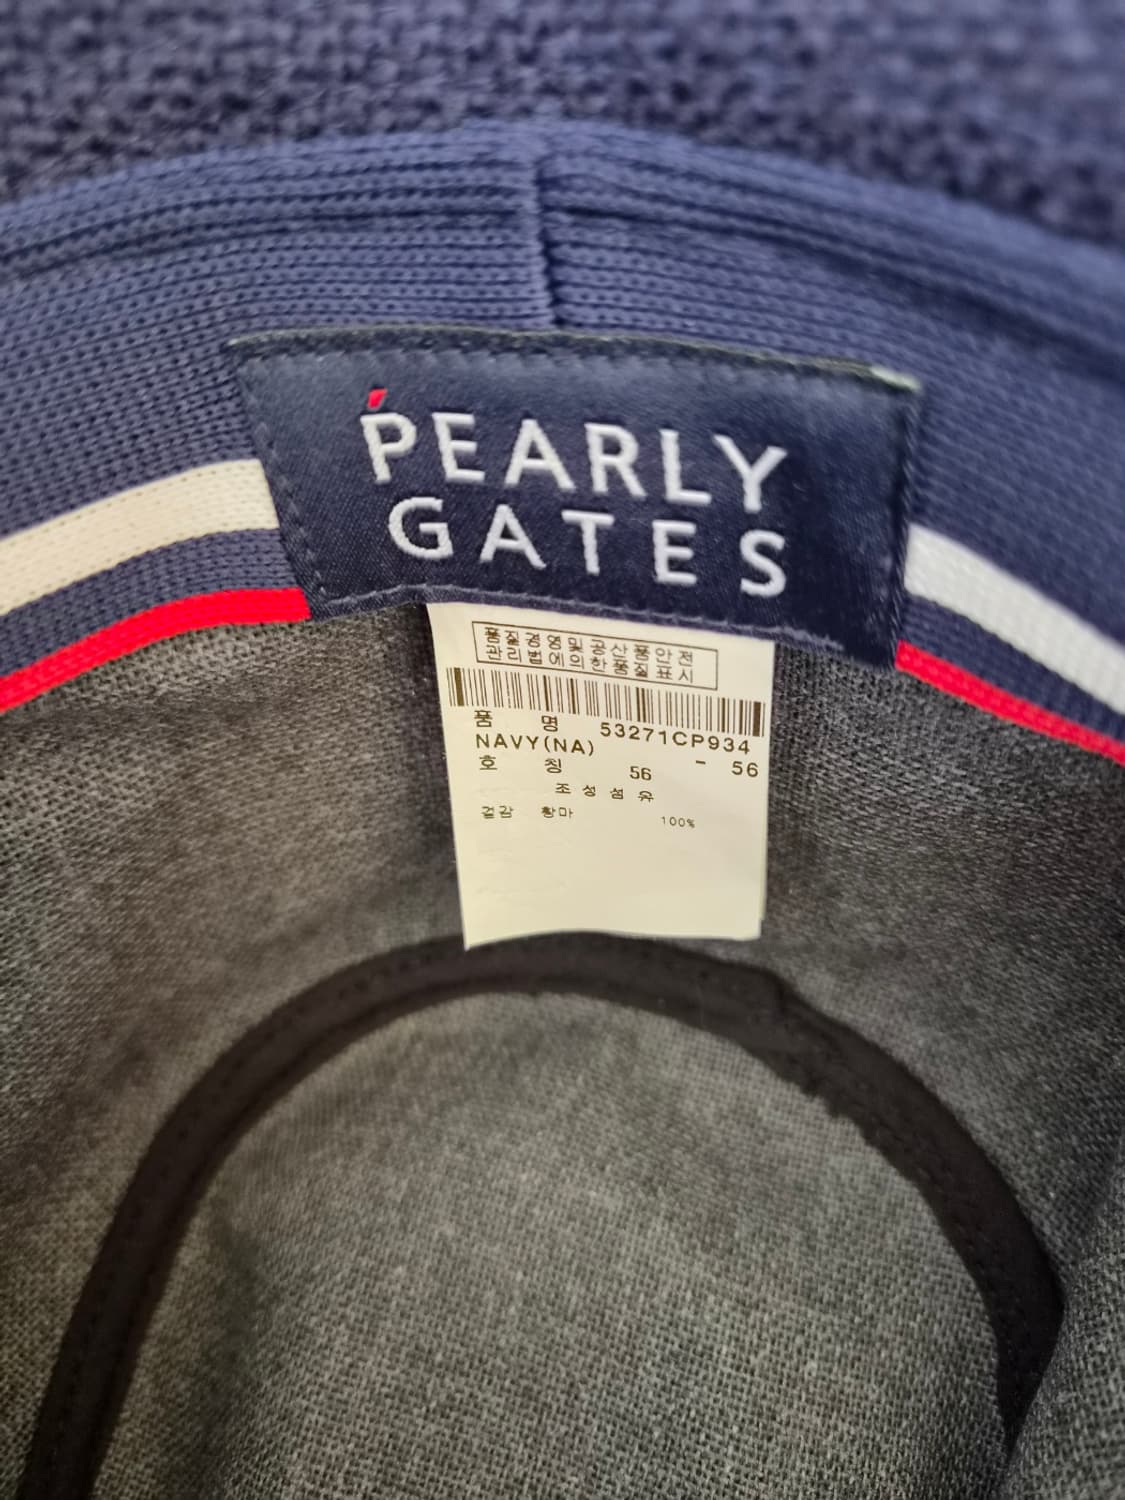 PEARLY
GATES
품질경영및공산품안전
관리법에의한품질표시
품 명 53271CP934
NAVY(NA) - 56
호 칭 56
조성섬유
겉감 황마 100%